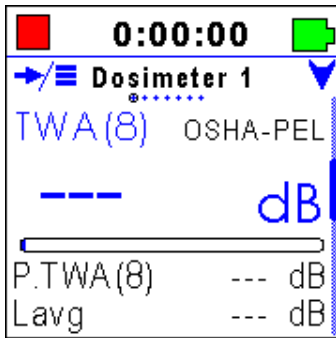 0:00:00
Dosimeter 1
TWA(8) OSHA-PEL
--- dB
P.TWA(8) --- dB
Lavg --- dB